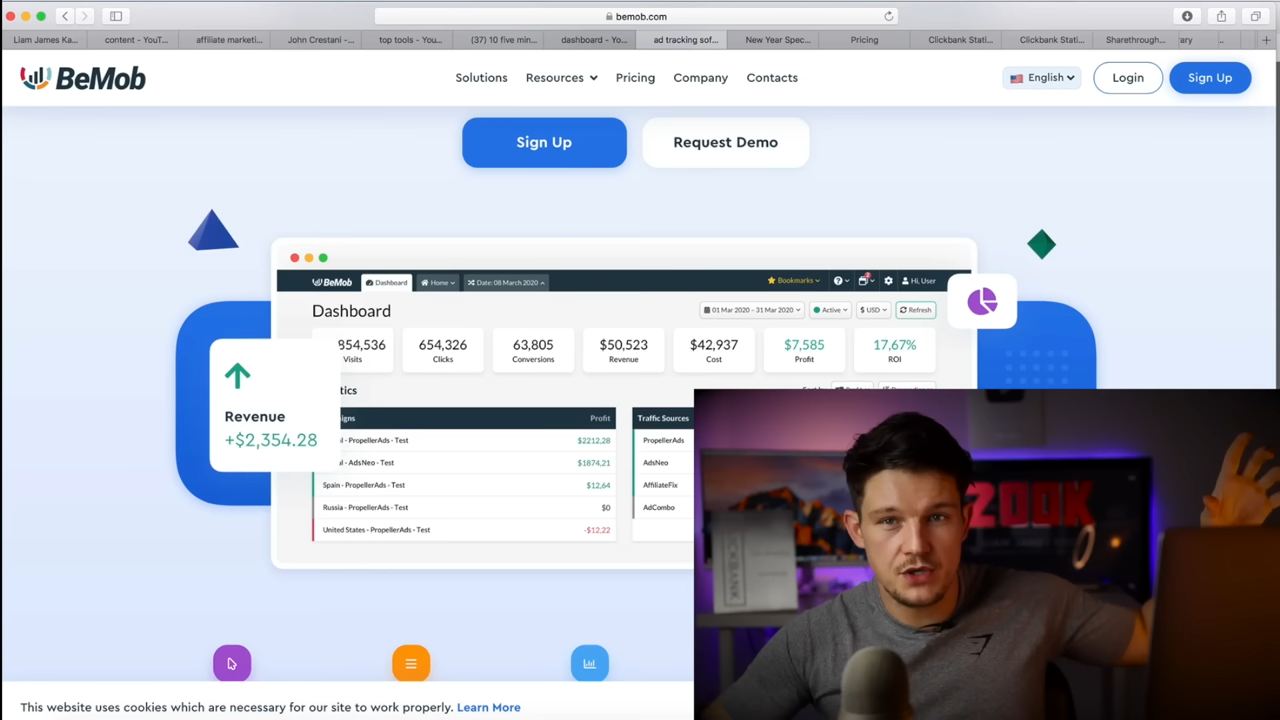 bemob.com
Liam James Ka...
content - YouT...
affiliate marketi...
John Crestani -...
top tools - You...
(37) 10 five min...
dashboard - Yo...
ad tracking sof...
New Year Spec...
Pricing
Clickbank Stati...
Clickbank Stati...
Sharethrough...
BeMob
Solutions
Resources
Pricing
Company
Contacts
English
Login
Sign Up
Sign Up
Request Demo
BeMob
Dashboard
Home
Date: 08 March 2020
Bookmarks
Hi, User
Dashboard
01 Mar 2020 - 31 Mar 2020
Active
$ USD
Refresh
854,536
654,326
63,805
$50,523
$42,937
$7,585
17,67%
Visits
Clicks
Conversions
Revenue
Cost
Profit
ROI
Revenue
+$2,354.28
Profit
Traffic Sources
- PropellerAds - Test
$2212,28
PropellerAds
- AdsNeo - Test
$1874,21
AdsNeo
Spain - PropellerAds - Test
$12,64
AffiliateFix
Russia - PropellerAds - Test
$0
AdCombo
United States - PropellerAds - Test
-$12,22
200K
This website uses cookies which are necessary for our site to work properly. Learn More